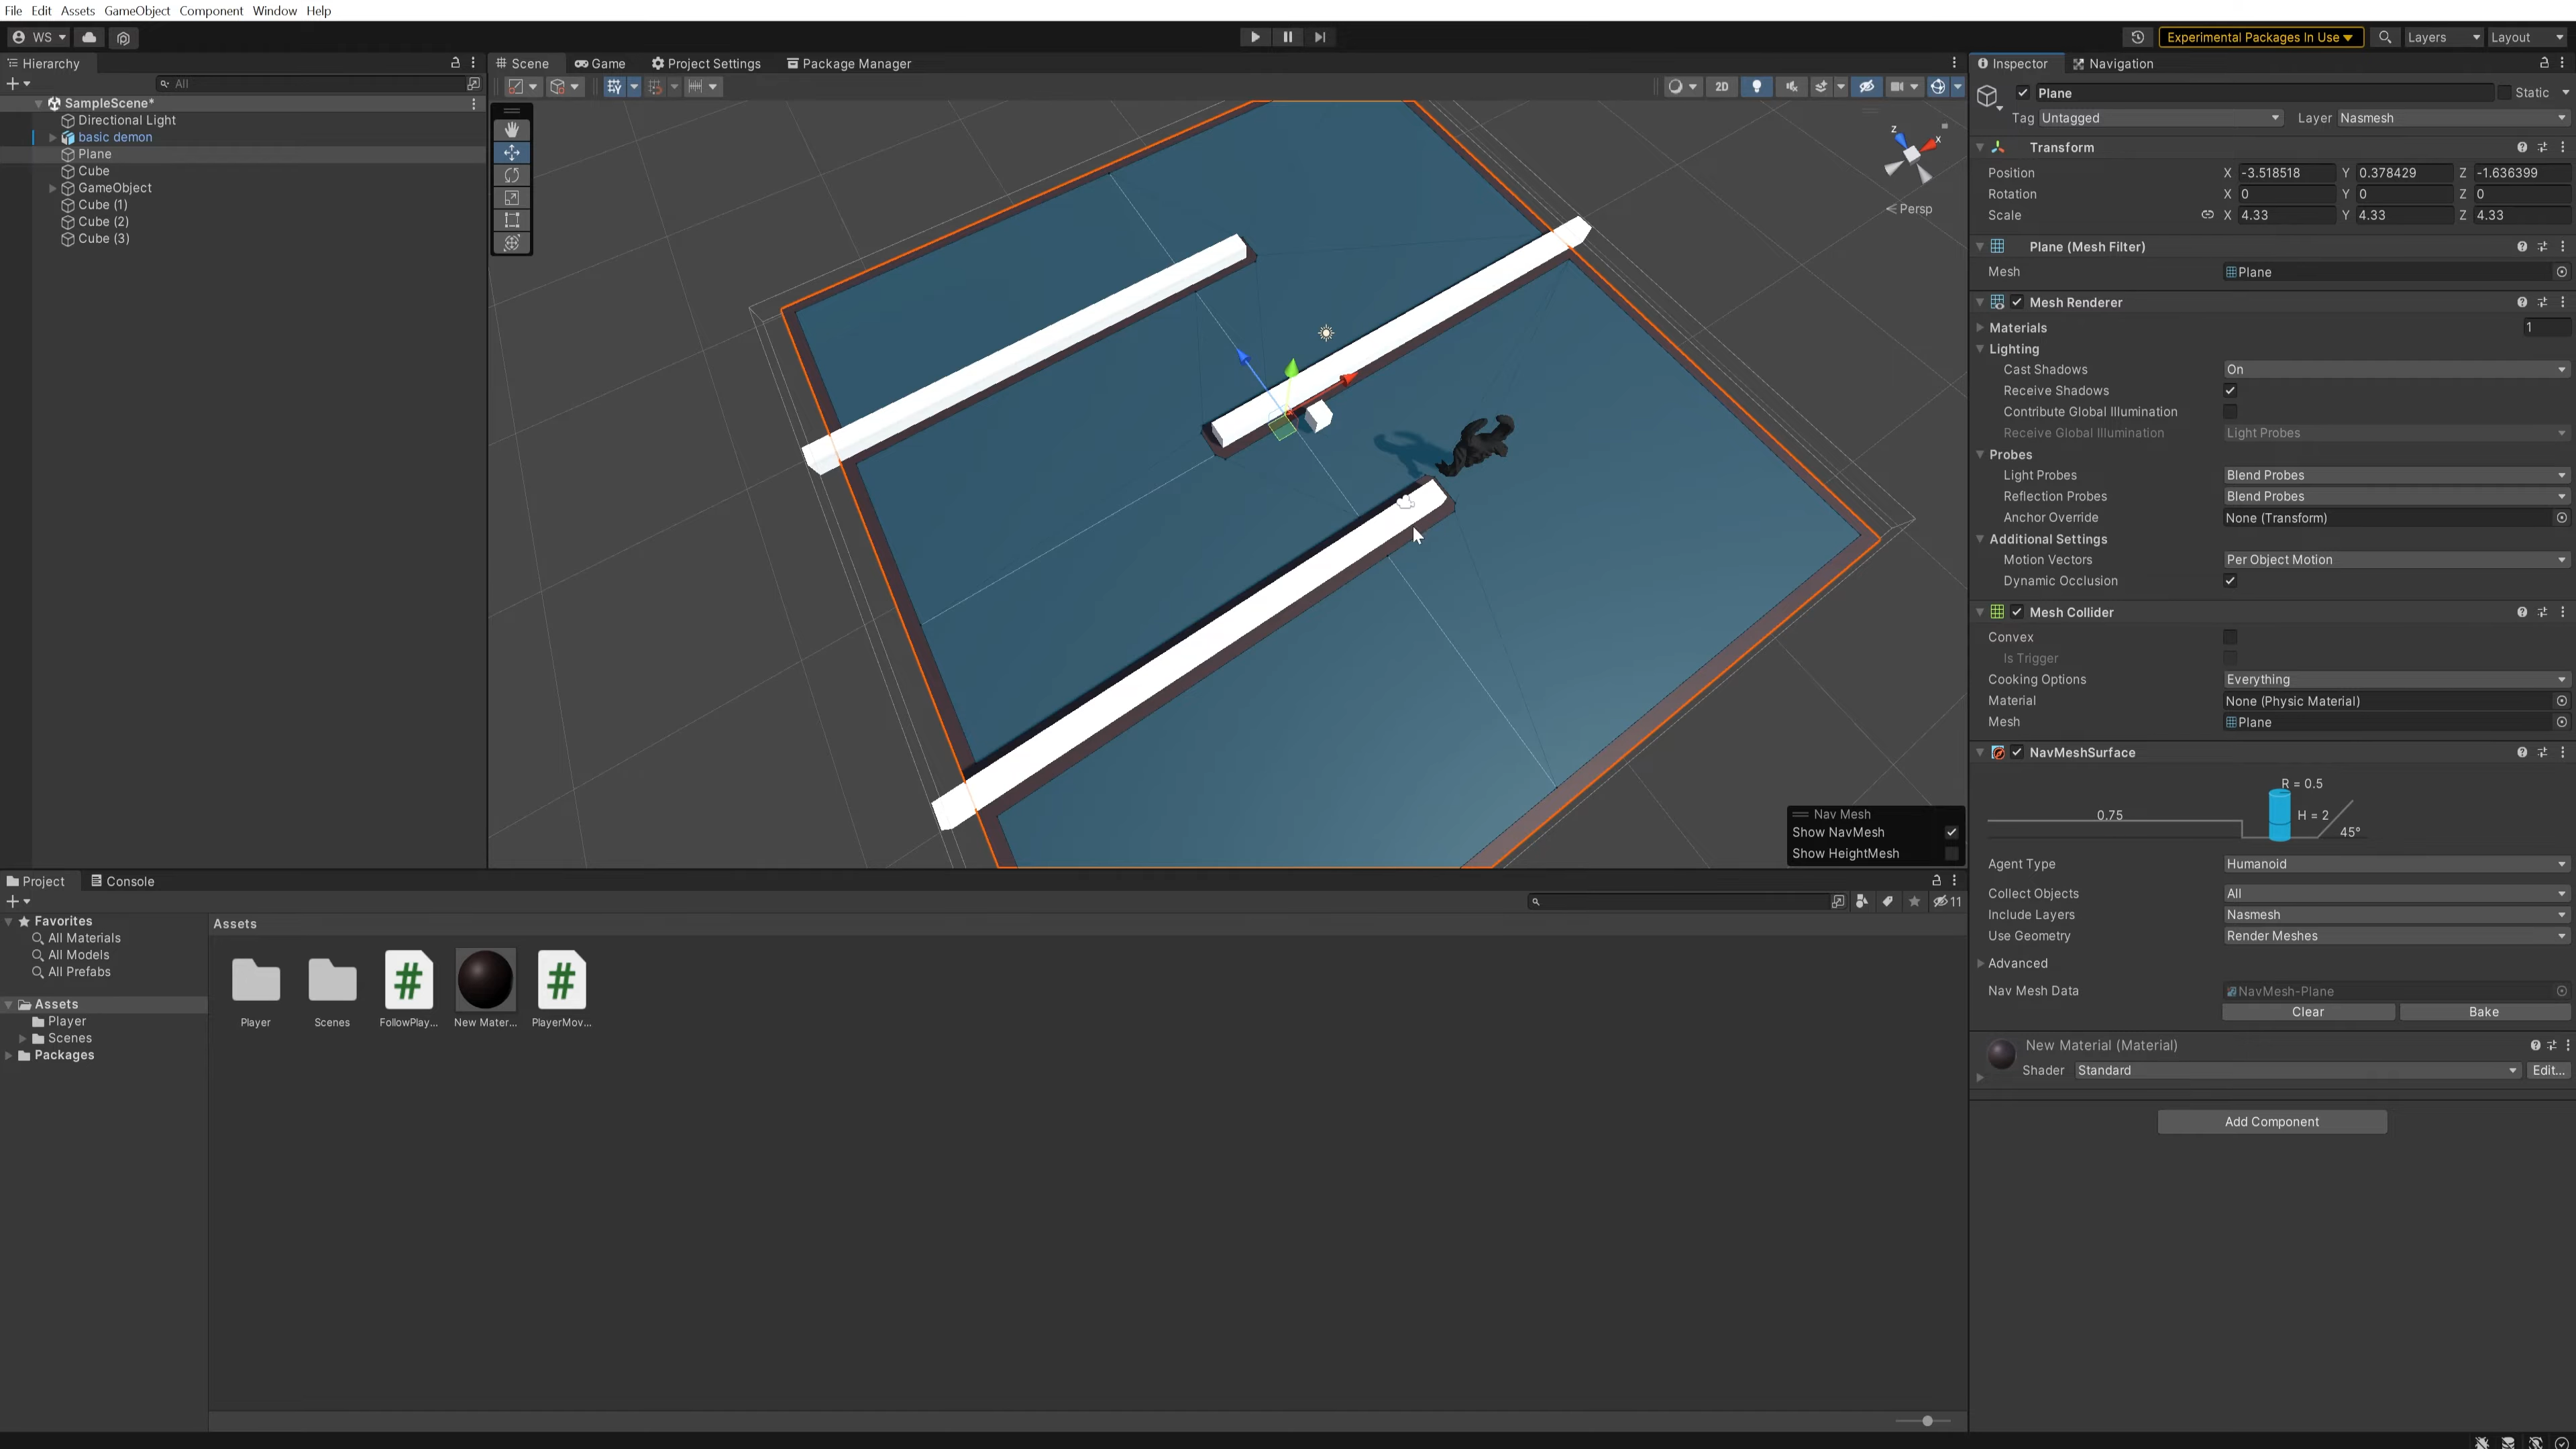 File Edit Assets GameObject Component Window Help
WS Experimental Packages In Use Layers Layout
Hierarchy
All
SampleScene*
Directional Light
basic demon
Plane
Cube
GameObject
Cube (1)
Cube (2)
Cube (3)
Scene Game Project Settings Package Manager
2D
z
x
Persp
Nav Mesh
Show NavMesh
Show HeightMesh
Inspector Navigation
Plane Static
Tag Untagged Layer Nasmesh
Transform
Position X -3.518518 Y 0.378429 Z -1.636399
Rotation X 0 Y 0 Z 0
Scale X 4.33 Y 4.33 Z 4.33
Plane (Mesh Filter)
Mesh Plane
Mesh Renderer
Materials 1
Lighting
Cast Shadows On
Receive Shadows
Contribute Global Illumination
Receive Global Illumination Light Probes
Probes
Light Probes Blend Probes
Reflection Probes Blend Probes
Anchor Override None (Transform)
Additional Settings
Motion Vectors Per Object Motion
Dynamic Occlusion
Mesh Collider
Convex
Is Trigger
Cooking Options Everything
Material None (Physic Material)
Mesh Plane
NavMeshSurface
R = 0.5
0.75 H = 2
45°
Agent Type Humanoid
Collect Objects All
Include Layers Nasmesh
Use Geometry Render Meshes
Advanced
Nav Mesh Data NavMesh-Plane
Clear Bake
New Material (Material)
Shader Standard Edit...
Add Component
Project Console
11
Favorites
All Materials
All Models
All Prefabs
Assets
Player
Scenes
Packages
Assets
Player Scenes FollowPlay... New Mater... PlayerMov...